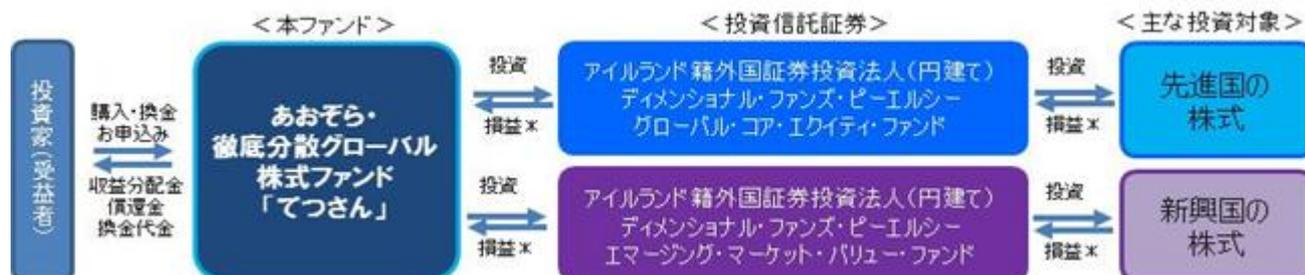 ＜本ファンド＞
＜投資信託証券＞
＜主な投資対象＞
投資家(受益者)
購入・換金
お申込み
収益分配金
償還金
換金代金
あおぞら・
徹底分散グローバル
株式ファンド
「てつさん」
投資
損益＊
アイルランド籍外国証券投資法人(円建て)
ディメンショナル・ファンズ・ピーエルシー
グローバル・コア・エクイティ・ファンド
投資
損益＊
先進国の
株式
投資
損益＊
アイルランド籍外国証券投資法人(円建て)
ディメンショナル・ファンズ・ピーエルシー
エマージング・マーケット・バリュー・ファンド
投資
損益＊
新興国の
株式